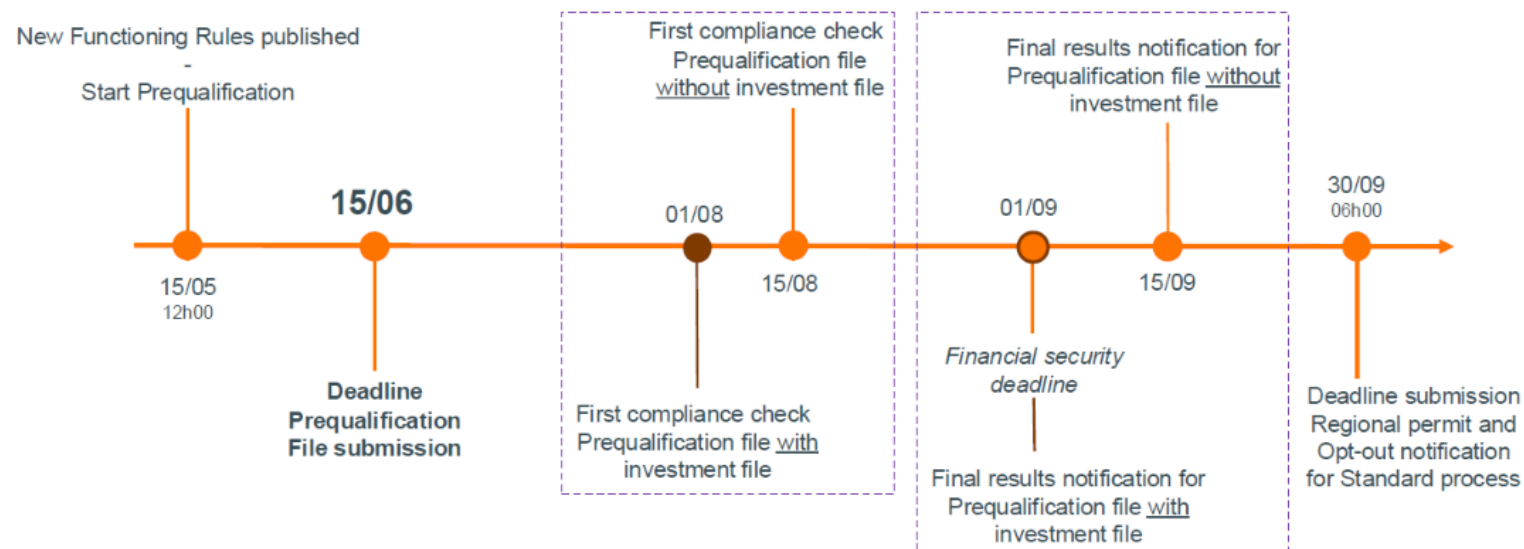 New Functioning Rules published
-
Start Prequalification
15/05
12h00
15/06
Deadline
Prequalification
File submission
01/08
First compliance check
Prequalification file with
investment file
First compliance check
Prequalification file
without investment file
15/08
01/09
Financial security
deadline
Final results notification for
Prequalification file with
investment file
Final results notification for
Prequalification file without
investment file
15/09
30/09
06h00
Deadline submission
Regional permit and
Opt-out notification
for Standard process